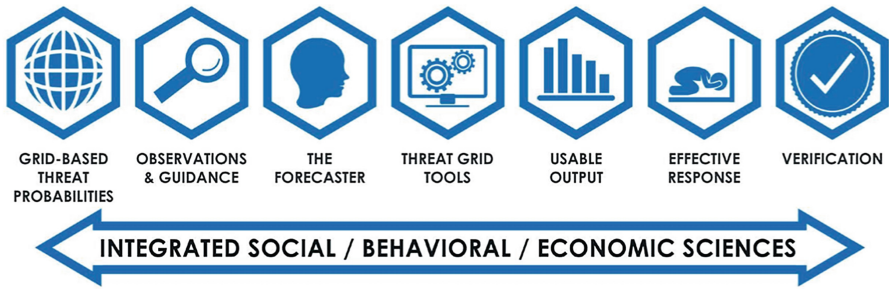 GRID-BASED
THREAT
PROBABILITIES
OBSERVATIONS
& GUIDANCE
THE
FORECASTER
THREAT GRID
TOOLS
USABLE
OUTPUT
EFFECTIVE
RESPONSE
VERIFICATION
INTEGRATED SOCIAL / BEHAVIORAL / ECONOMIC SCIENCES